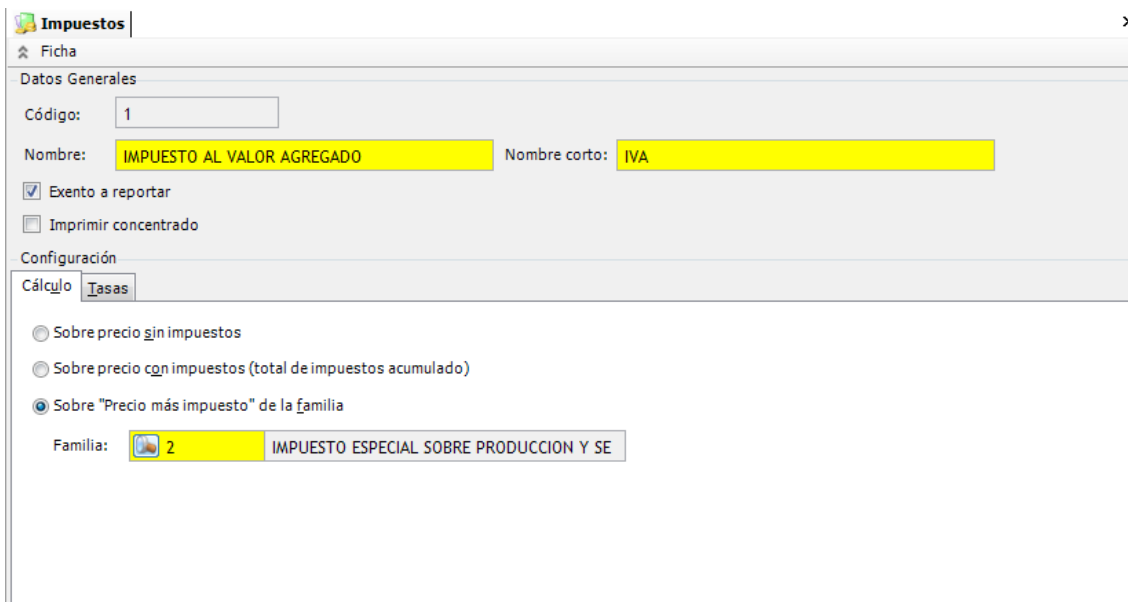 Impuestos
Ficha
Datos Generales
Código: 1
Nombre: IMPUESTO AL VALOR AGREGADO Nombre corto: IVA
Exento a reportar
Imprimir concentrado
Configuración
Cálculo Tasas
Sobre precio sin impuestos
Sobre precio con impuestos (total de impuestos acumulado)
Sobre "Precio más impuesto" de la familia
Familia: 2 IMPUESTO ESPECIAL SOBRE PRODUCCION Y SE